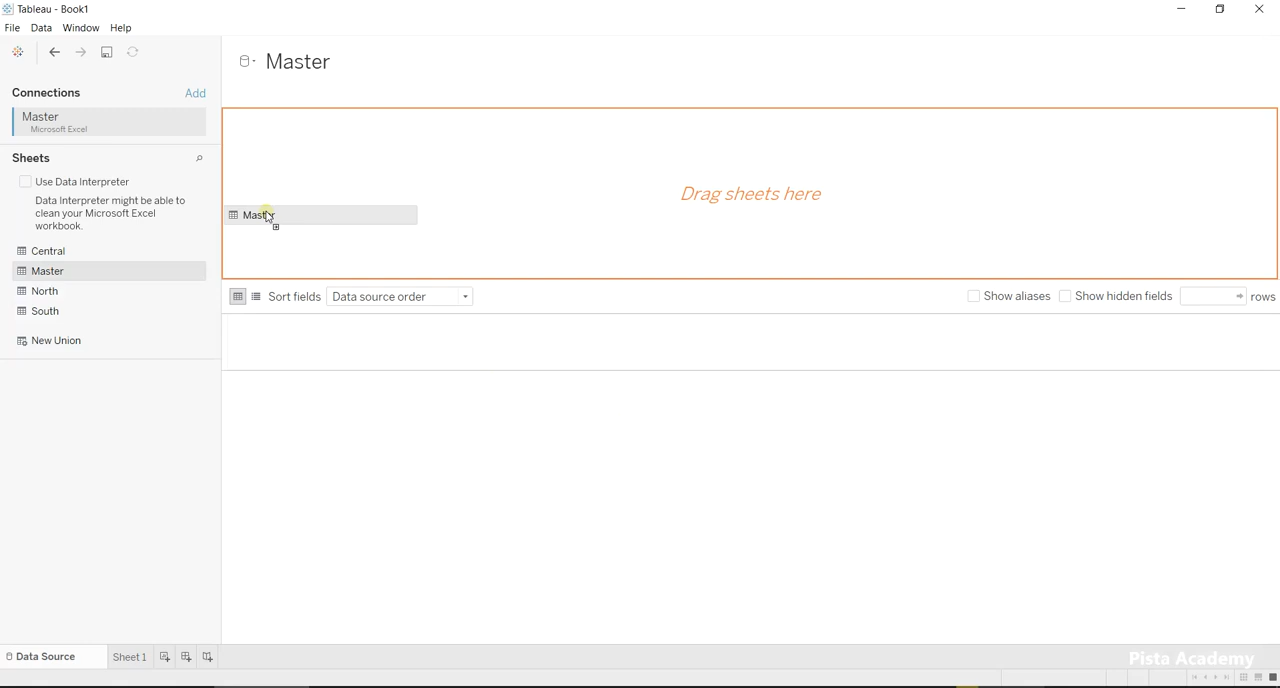 Tableau - Book1
File Data Window Help
Master
Connections Add
Master
Microsoft Excel
Sheets
Use Data Interpreter
Data Interpreter might be able to
clean your Microsoft Excel
workbook.
Central
Master
North
South
New Union
Drag sheets here
Master
Sort fields Data source order Show aliases Show hidden fields rows
Data Source Sheet 1
Pista Academy